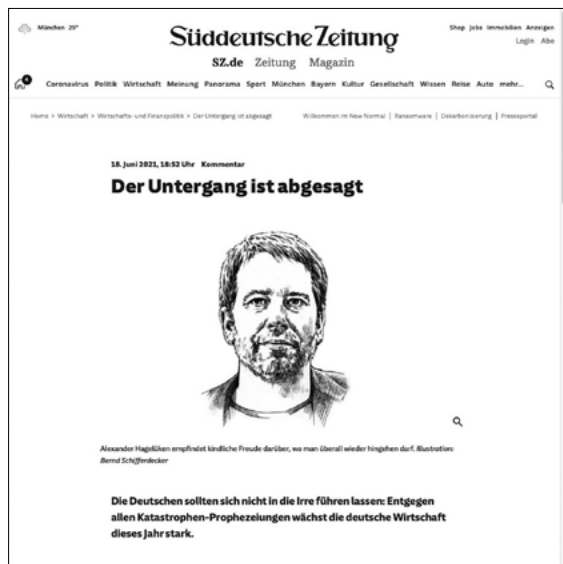 München 29°
Shop Jobs Immobilien Anzeigen
Login Abo
Süddeutsche Zeitung
SZ.de Zeitung Magazin
Coronavirus Politik Wirtschaft Meinung Panorama Sport München Bayern Kultur Gesellschaft Wissen Reise Auto mehr...
Home > Wirtschaft > Wirtschafts- und Finanzpolitik > Der Untergang ist abgesagt
Willkommen im New Normal | Ransomware | Dekarbonisierung | Presseportal
18. Juni 2021, 18:52 Uhr Kommentar
Der Untergang ist abgesagt
Alexander Hagelüken empfindet kindliche Freude darüber, wo man überall wieder hingehen darf. Illustration:
Bernd Schifferdecker
Die Deutschen sollten sich nicht in die Irre führen lassen: Entgegen
allen Katastrophen-Prophezeiungen wächst die deutsche Wirtschaft
dieses Jahr stark.